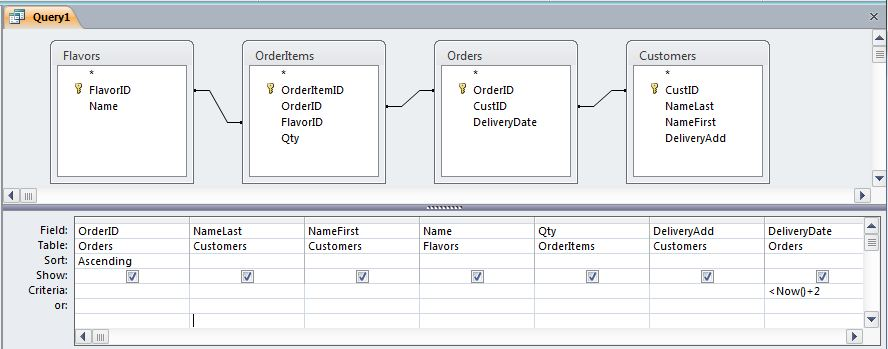 Query1
Flavors
*
FlavorID
Name
OrderItems
*
OrderItemID
OrderID
FlavorID
Qty
Orders
*
OrderID
CustID
DeliveryDate
Customers
*
CustID
NameLast
NameFirst
DeliveryAdd
Field: OrderID NameLast NameFirst Name Qty DeliveryAdd DeliveryDate
Table: Orders Customers Customers Flavors OrderItems Customers Orders
Sort: Ascending
Show:
Criteria: <Now()+2
or: